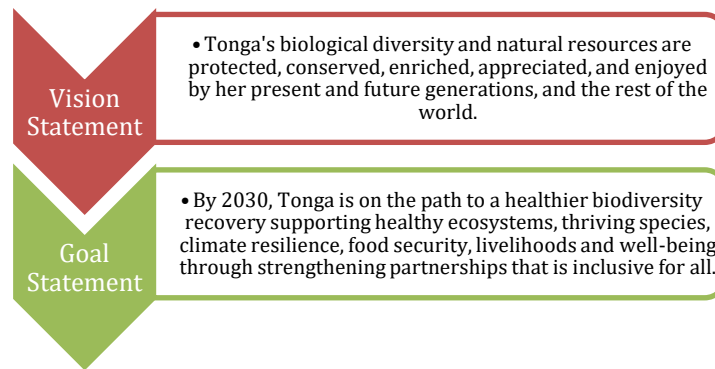 Vision
Statement
• Tonga's biological diversity and natural resources are
protected, conserved, enriched, appreciated, and enjoyed
by her present and future generations, and the rest of the
world.
Goal
Statement
• By 2030, Tonga is on the path to a healthier biodiversity
recovery supporting healthy ecosystems, thriving species,
climate resilience, food security, livelihoods and well-being
through strengthening partnerships that is inclusive for all.